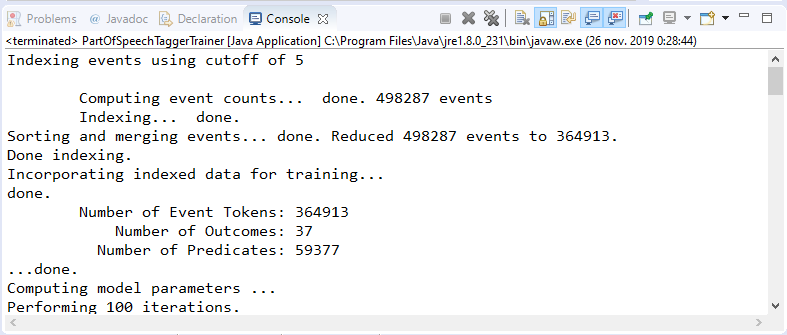 Problems @ Javadoc Declaration Console
<terminated> PartOfSpeechTaggerTrainer [Java Application] C:\Program Files\Java\jre1.8.0_231\bin\javaw.exe (26 nov. 2019 0:28:44)
Indexing events using cutoff of 5
Computing event counts... done. 498287 events
Indexing... done.
Sorting and merging events... done. Reduced 498287 events to 364913.
Done indexing.
Incorporating indexed data for training...
done.
Number of Event Tokens: 364913
Number of Outcomes: 37
Number of Predicates: 59377
...done.
Computing model parameters ...
Performing 100 iterations.